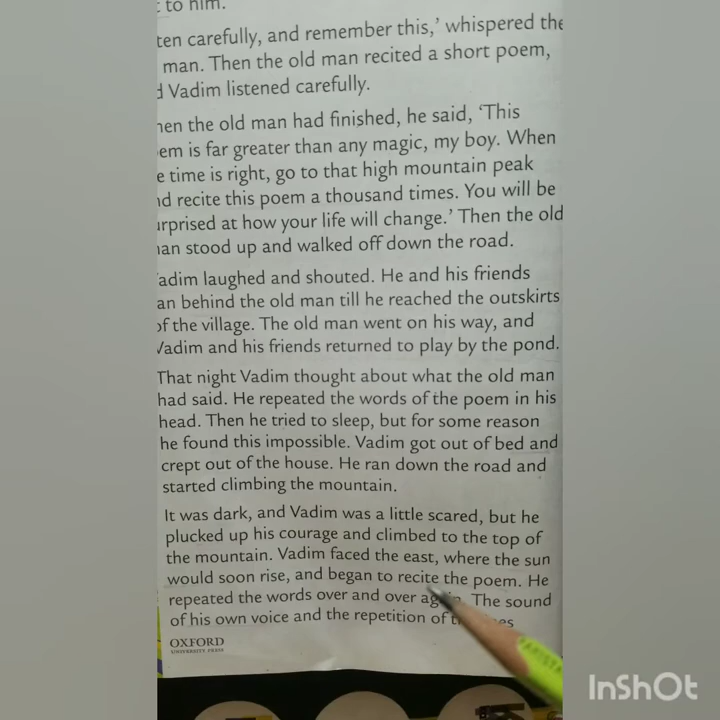 t to him.
ten carefully, and remember this,' whispered the
man. Then the old man recited a short poem,
d Vadim listened carefully.
hen the old man had finished, he said, 'This
em is far greater than any magic, my boy. When
e time is right, go to that high mountain peak
nd recite this poem a thousand times. You will be
urprised at how your life will change.' Then the old
an stood up and walked off down the road.
adim laughed and shouted. He and his friends
an behind the old man till he reached the outskirts
of the village. The old man went on his way, and
Vadim and his friends returned to play by the pond.
That night Vadim thought about what the old man
had said. He repeated the words of the poem in his
head. Then he tried to sleep, but for some reason
he found this impossible. Vadim got out of bed and
crept out of the house. He ran down the road and
started climbing the mountain.
It was dark, and Vadim was a little scared, but he
plucked up his courage and climbed to the top of
the mountain. Vadim faced the east, where the sun
would soon rise, and began to recite the poem. He
repeated the words over and over again. The sound
of his own voice and the repetition of
OXFORD
UNIVERSITY PRESS
InShOt